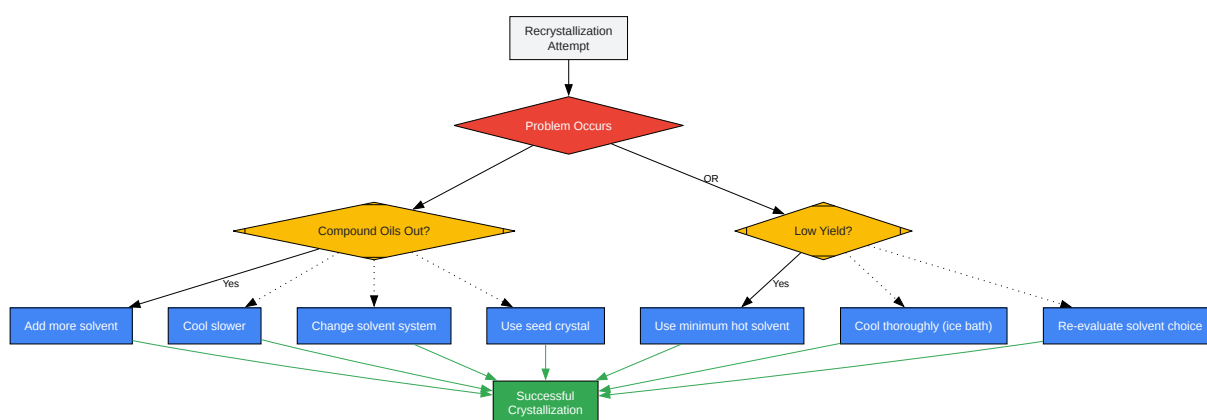 Recrystallization
Attempt
Problem Occurs
OR
Compound Oils Out?
Low Yield?
Yes
Yes
Add more solvent
Cool slower
Change solvent system
Use seed crystal
Use minimum hot solvent
Cool thoroughly (ice bath)
Re-evaluate solvent choice
Successful
Crystallization